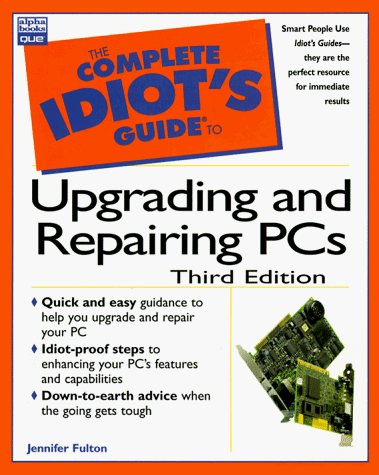 alpha
books
que
Smart People Use
Idiot's Guides—
they are the
perfect resource
for immediate
results
THE
COMPLETE
IDIOT'S
GUIDE® TO
Upgrading and
Repairing PCs
Third Edition
♦ Quick and easy guidance to
help you upgrade and repair
your PC
♦ Idiot-proof steps to
enhancing your PC's features
and capabilities
♦ Down-to-earth advice when
the going gets tough
Jennifer Fulton